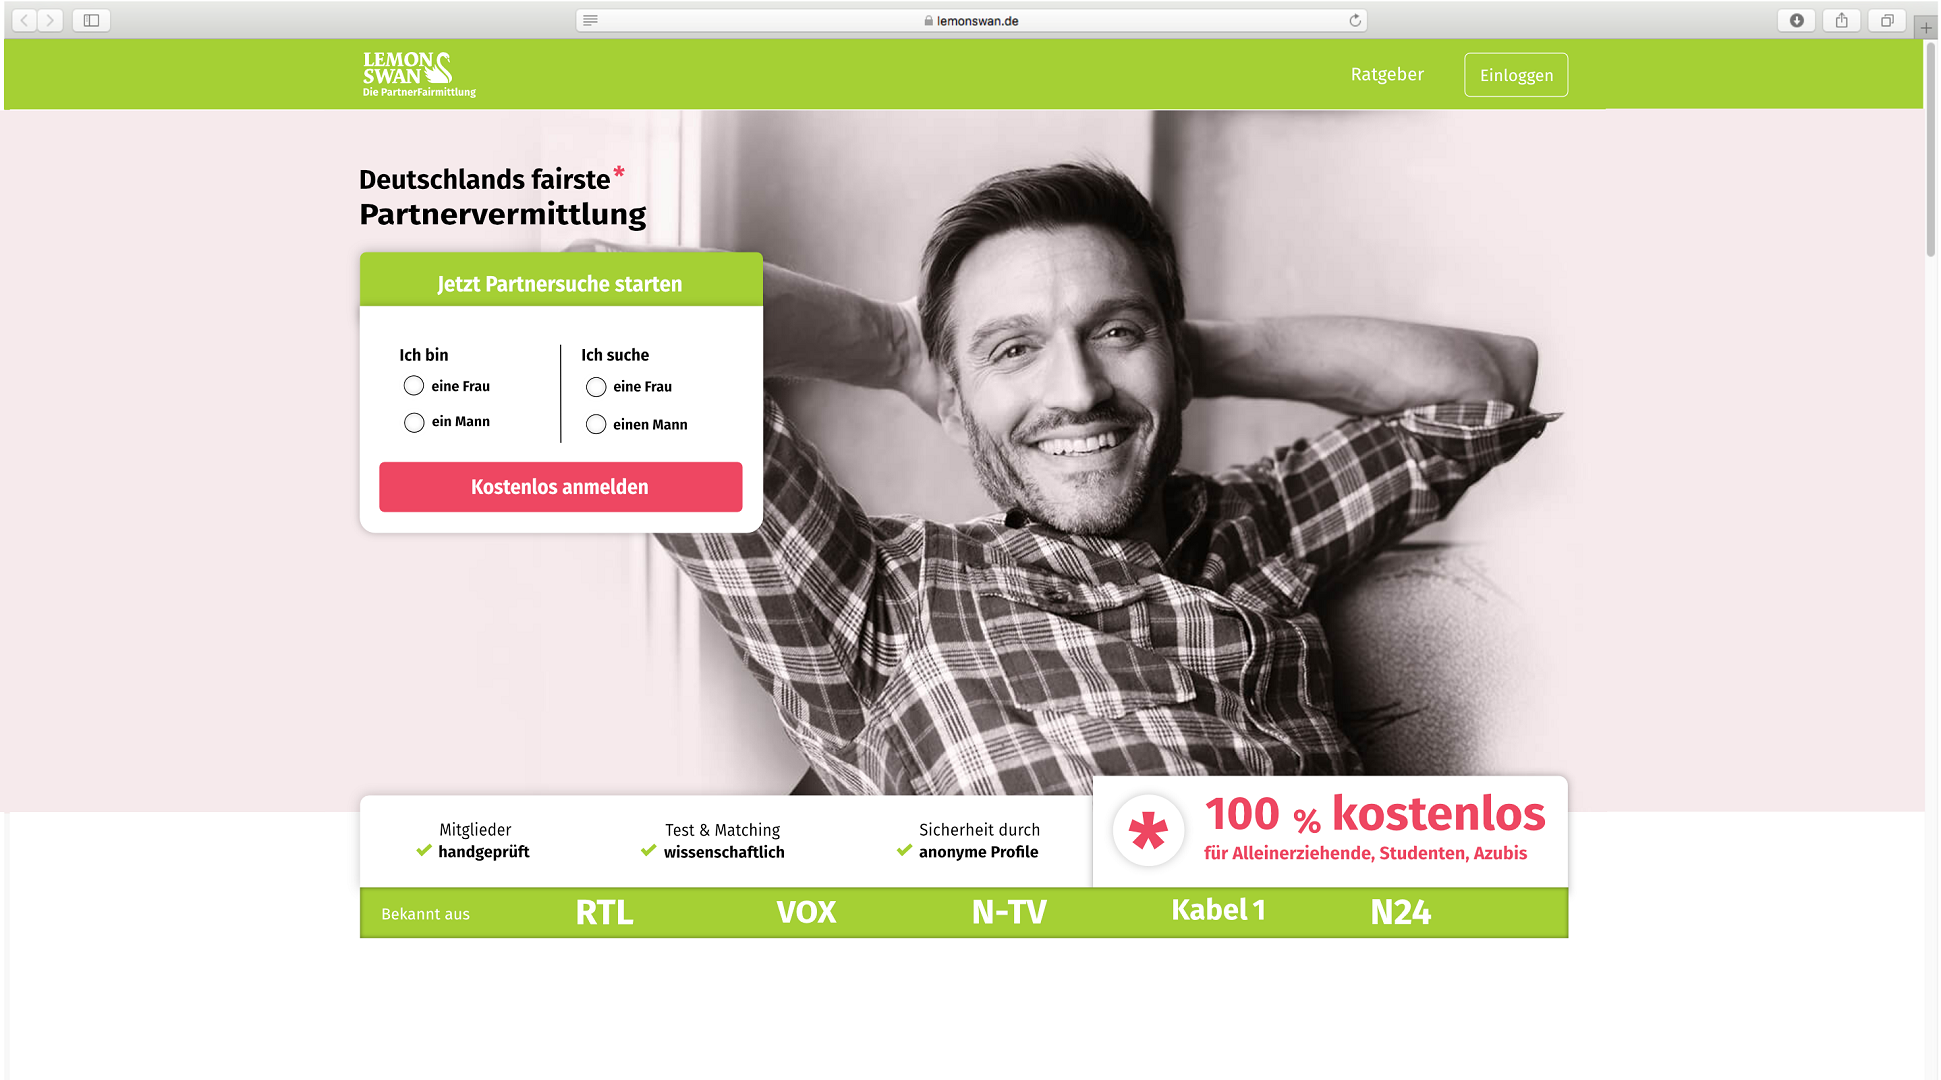 lemonswan.de
LEMON
SWAN
Die PartnerFairmittlung
Ratgeber
Einloggen
Deutschlands fairste*
Partnervermittlung
Jetzt Partnersuche starten
Ich bin
eine Frau
ein Mann
Ich suche
eine Frau
einen Mann
Kostenlos anmelden
Mitglieder
handgeprüft
Test & Matching
wissenschaftlich
Sicherheit durch
anonyme Profile
* 100 % kostenlos
für Alleinerziehende, Studenten, Azubis
Bekannt aus RTL VOX N-TV Kabel 1 N24